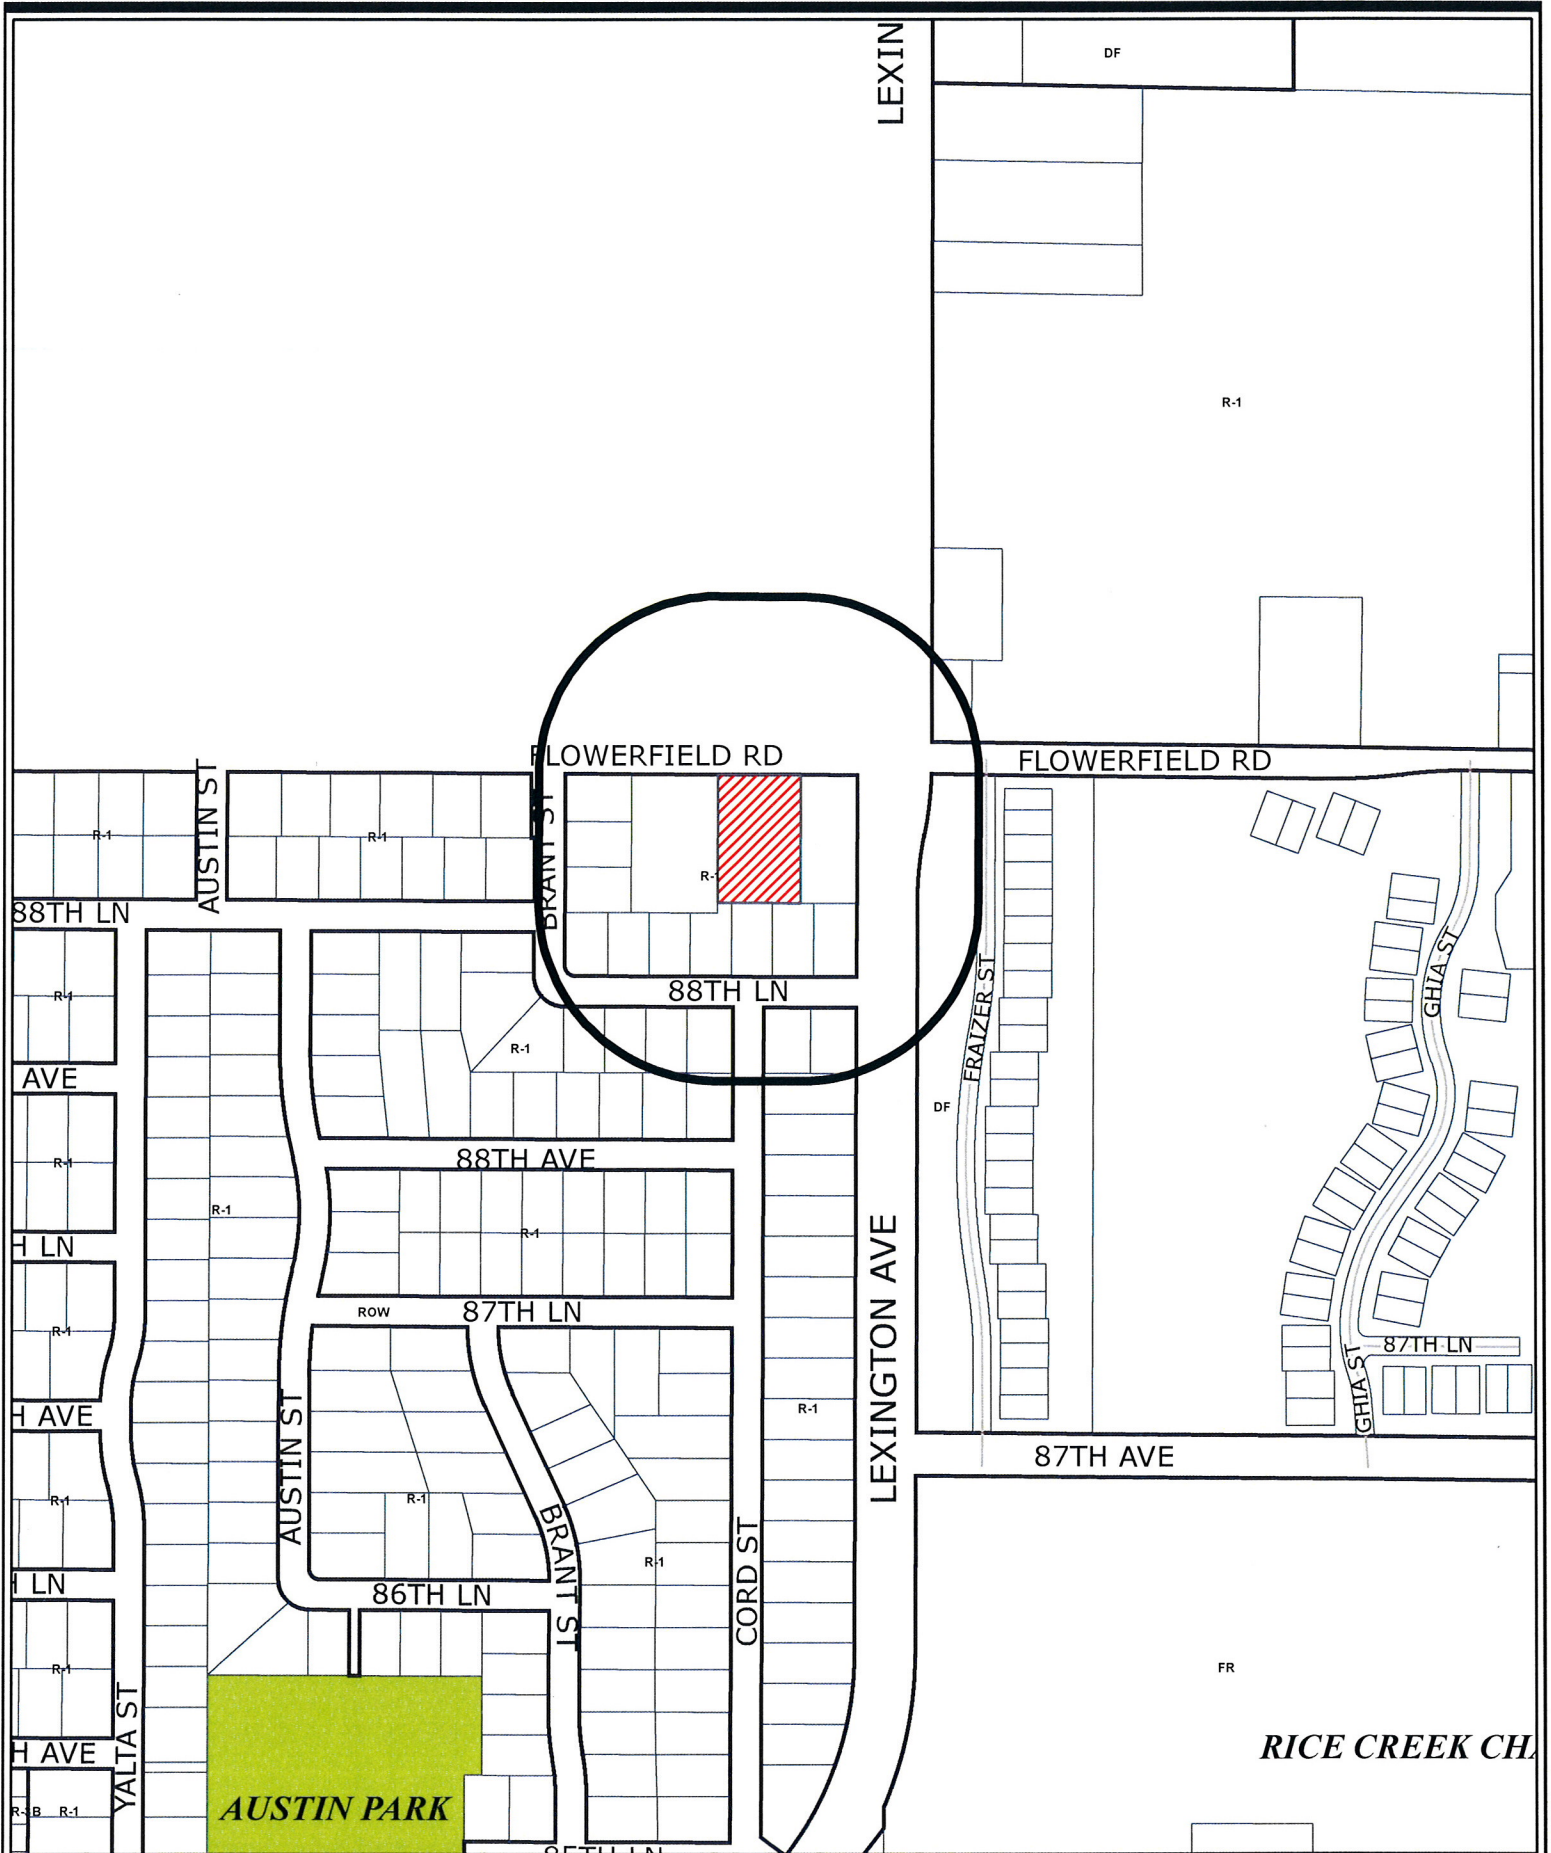 LEXIN
DF
R-1
FLOWERFIELD RD
FLOWERFIELD RD
AUSTIN ST
R-1
R-1
BRANT ST
R-1
88TH LN
88TH LN
R-1
R-1
FRAIZER ST
GHIA ST
AVE
DF
R-1
88TH AVE
R-1
R-1
H LN
ROW
87TH LN
LEXINGTON AVE
R-1
87TH LN
GHIA ST
H AVE
AUSTIN ST
R-1
87TH AVE
R-1
R-1
BRANT ST
R-1
CORD ST
LN
86TH LN
R-1
FR
YALTA ST
H AVE
RICE CREEK CHA
R-1
AUSTIN PARK